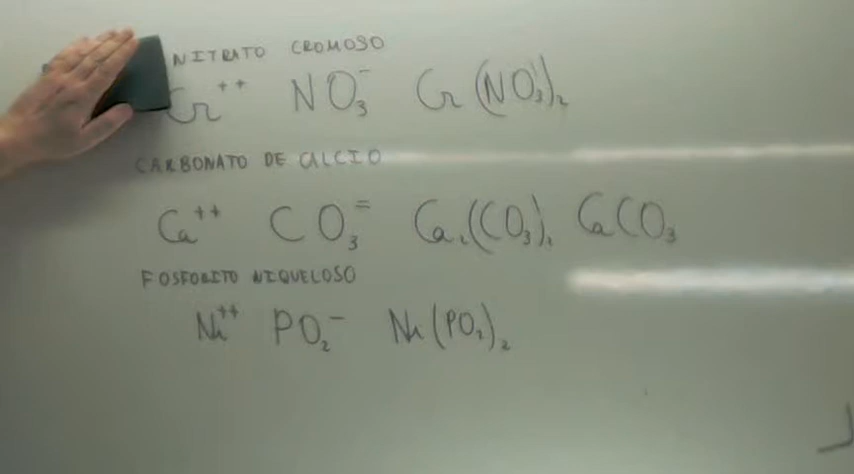 NITRATO CROMOSO
Cr⁺⁺ NO₃⁻ Cr(NO₃)₂
CARBONATO DE CALCIO
Ca⁺⁺ CO₃⁼ Ca₂(CO₃)₂ CaCO₃
FOSFORITO NIQUELOSO
Ni⁺⁺ PO₂⁻ Ni(PO₂)₂